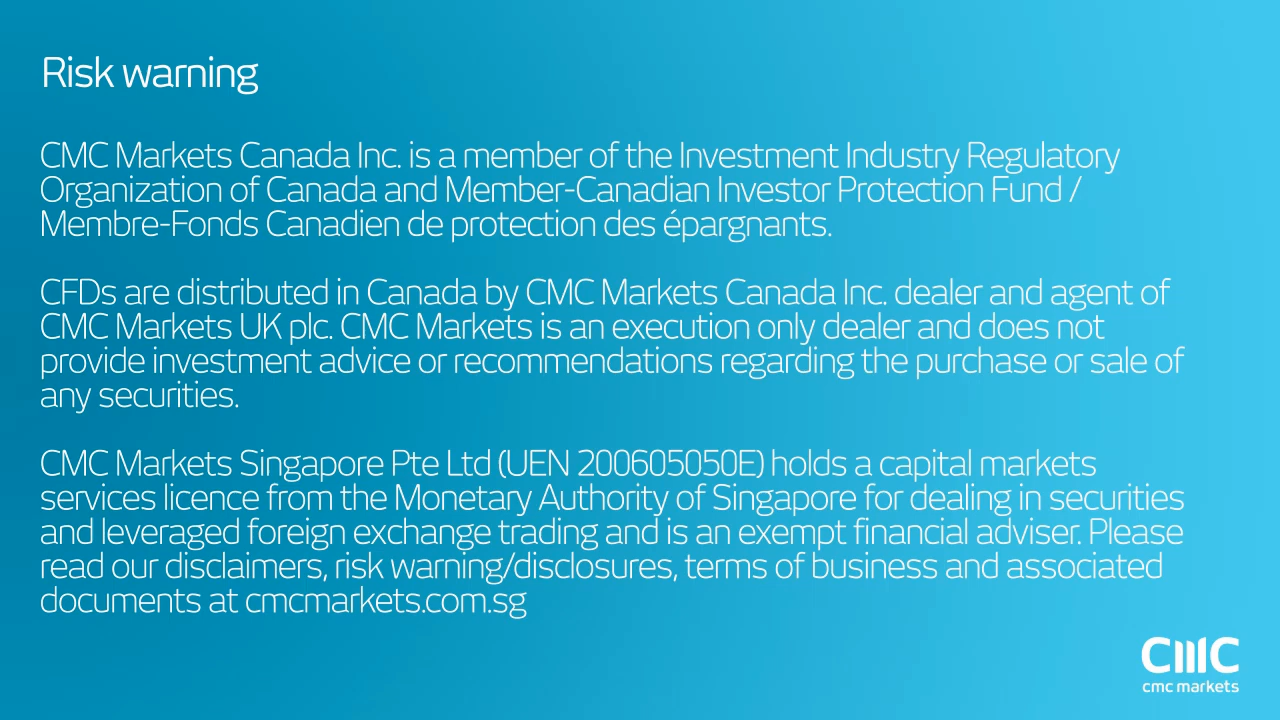 Risk warning
CMC Markets Canada Inc. is a member of the Investment Industry Regulatory
Organization of Canada and Member-Canadian Investor Protection Fund /
Membre-Fonds Canadien de protection des épargnants.
CFDs are distributed in Canada by CMC Markets Canada Inc. dealer and agent of
CMC Markets UK plc. CMC Markets is an execution only dealer and does not
provide investment advice or recommendations regarding the purchase or sale of
any securities.
CMC Markets Singapore Pte Ltd (UEN 200605050E) holds a capital markets
services licence from the Monetary Authority of Singapore for dealing in securities
and leveraged foreign exchange trading and is an exempt financial adviser. Please
read our disclaimers, risk warning/disclosures, terms of business and associated
documents at cmcmarkets.com.sg
cmc
cmc markets